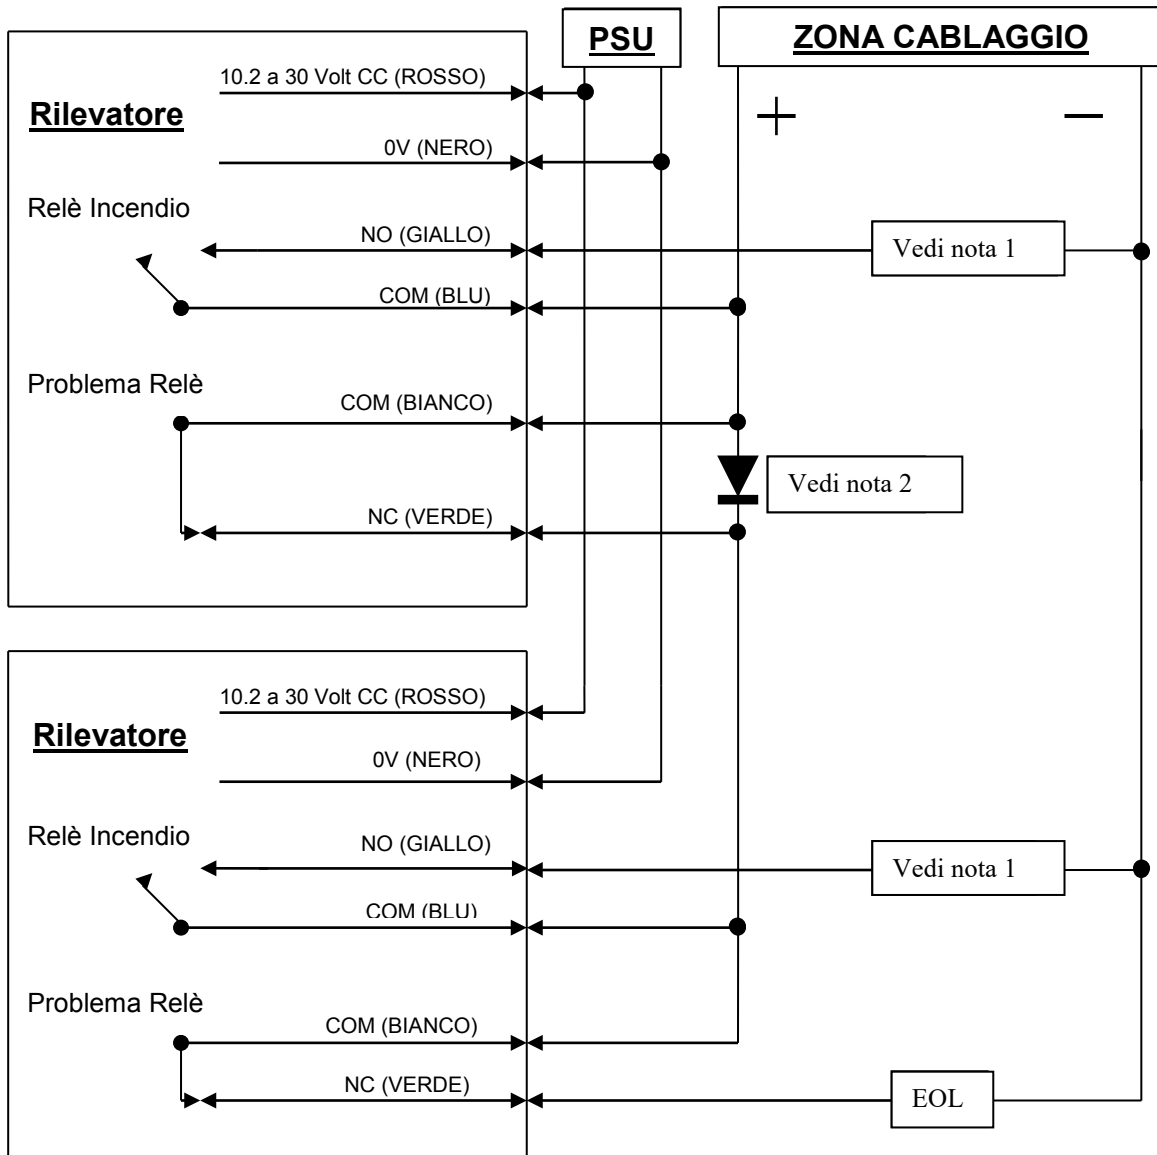 PSU
ZONA CABLAGGIO
+
—
Rilevatore
10.2 a 30 Volt CC (ROSSO)
0V (NERO)
Relè Incendio
NO (GIALLO)
Vedi nota 1
COM (BLU)
Problema Relè
COM (BIANCO)
Vedi nota 2
NC (VERDE)
10.2 a 30 Volt CC (ROSSO)
Rilevatore
0V (NERO)
Relè Incendio
NO (GIALLO)
Vedi nota 1
COM (BLU)
Problema Relè
COM (BIANCO)
NC (VERDE)
EOL